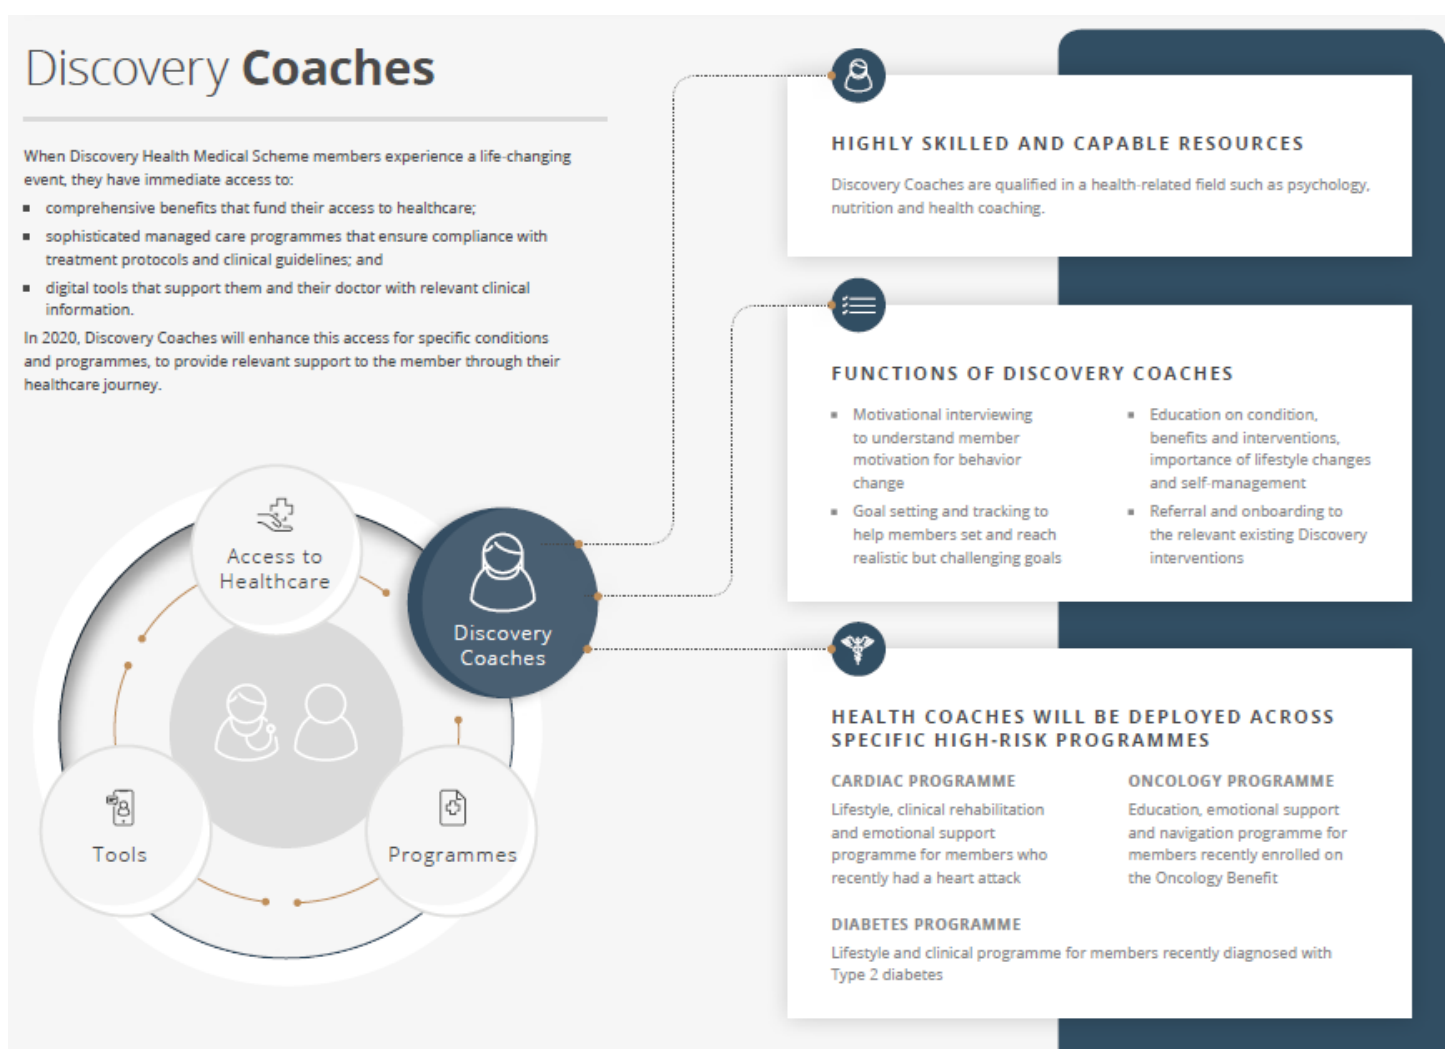 Discovery Coaches
When Discovery Health Medical Scheme members experience a life-changing
event, they have immediate access to:
▪ comprehensive benefits that fund their access to healthcare;
▪ sophisticated managed care programmes that ensure compliance with
treatment protocols and clinical guidelines; and
▪ digital tools that support them and their doctor with relevant clinical
information.
In 2020, Discovery Coaches will enhance this access for specific conditions
and programmes, to provide relevant support to the member through their
healthcare journey.
Access to
Healthcare
Discovery
Coaches
Tools
Programmes
HIGHLY SKILLED AND CAPABLE RESOURCES
Discovery Coaches are qualified in a health-related field such as psychology,
nutrition and health coaching.
FUNCTIONS OF DISCOVERY COACHES
▪ Motivational interviewing
to understand member
motivation for behavior
change
▪ Goal setting and tracking to
help members set and reach
realistic but challenging goals
▪ Education on condition,
benefits and interventions,
importance of lifestyle changes
and self-management
▪ Referral and onboarding to
the relevant existing Discovery
interventions
HEALTH COACHES WILL BE DEPLOYED ACROSS
SPECIFIC HIGH-RISK PROGRAMMES
CARDIAC PROGRAMME
Lifestyle, clinical rehabilitation
and emotional support
programme for members who
recently had a heart attack
ONCOLOGY PROGRAMME
Education, emotional support
and navigation programme for
members recently enrolled on
the Oncology Benefit
DIABETES PROGRAMME
Lifestyle and clinical programme for members recently diagnosed with
Type 2 diabetes